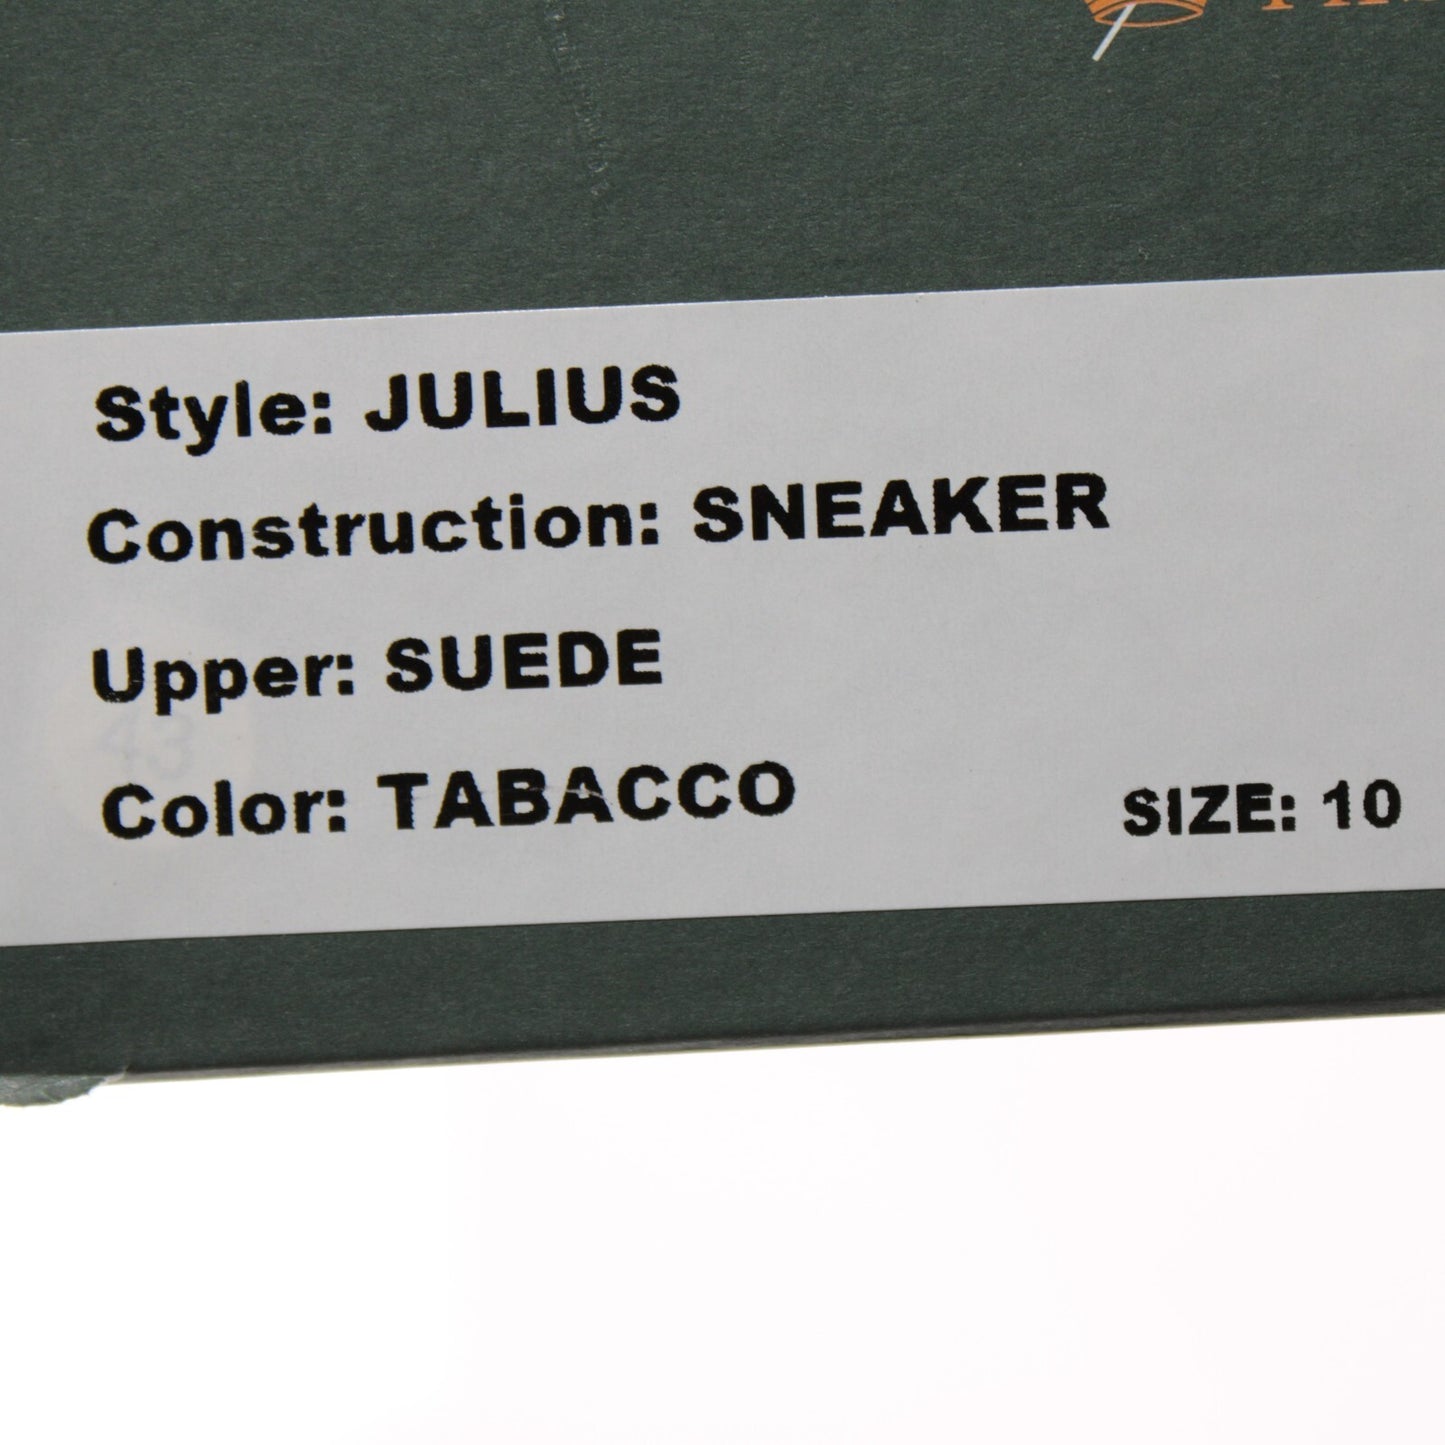 Style: JULIUS
Construction: SNEAKER
Upper: SUEDE
43
Color: TABACCO
SIZE: 10